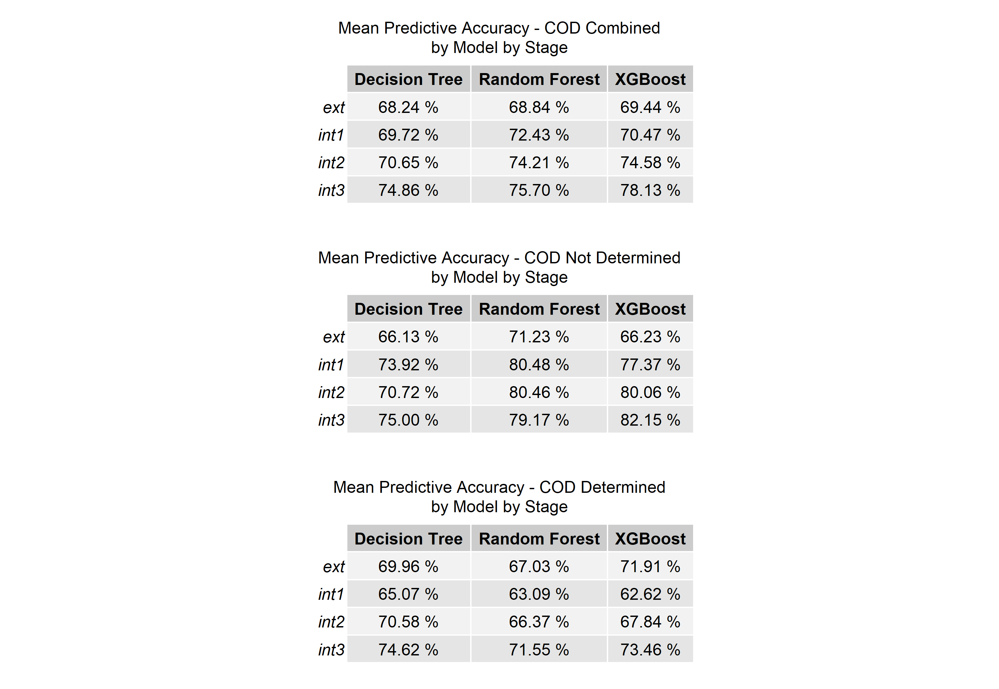 Mean Predictive Accuracy - COD Combined
by Model by Stage
Decision Tree Random Forest XGBoost
ext 68.24 % 68.84 % 69.44 %
int1 69.72 % 72.43 % 70.47 %
int2 70.65 % 74.21 % 74.58 %
int3 74.86 % 75.70 % 78.13 %
Mean Predictive Accuracy - COD Not Determined
by Model by Stage
Decision Tree Random Forest XGBoost
ext 66.13 % 71.23 % 66.23 %
int1 73.92 % 80.48 % 77.37 %
int2 70.72 % 80.46 % 80.06 %
int3 75.00 % 79.17 % 82.15 %
Mean Predictive Accuracy - COD Determined
by Model by Stage
Decision Tree Random Forest XGBoost
ext 69.96 % 67.03 % 71.91 %
int1 65.07 % 63.09 % 62.62 %
int2 70.58 % 66.37 % 67.84 %
int3 74.62 % 71.55 % 73.46 %